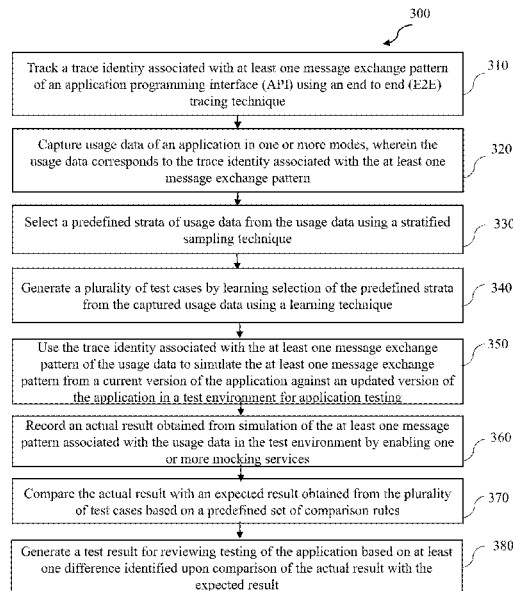 300
Track a trace identity associated with at least one message exchange pattern
of an application programming interface (API) using an end to end (E2E)
tracing technique
310
Capture usage data of an application in one or more modes, wherein the
usage data corresponds to the trace identity associated with the at least one
message exchange pattern
320
Select a predefined strata of usage data from the usage data using a stratified
sampling technique
330
Generate a plurality of test cases by learning selection of the predefined strata
from the captured usage data using a learning technique
340
Use the trace identity associated with the at least one message exchange
pattern of the usage data to simulate the at least one message exchange
pattern from a current version of the application against an updated version of
the application in a test environment for application testing
350
Record an actual result obtained from simulation of the at least one message
pattern associated with the usage data in the test environment by enabling one
or more mocking services
360
Compare the actual result with an expected result obtained from the plurality
of test cases based on a predefined set of comparison rules
370
Generate a test result for reviewing testing of the application based on at least
one difference identified upon comparison of the actual result with the
expected result
380